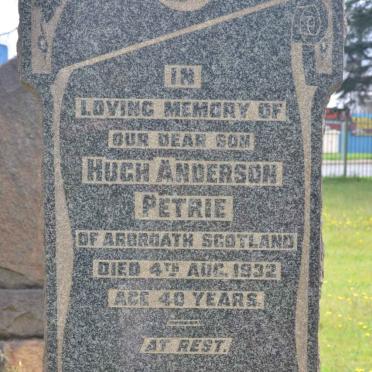 IN
LOVING MEMORY OF
OUR DEAR SON
HUGH ANDERSON
PETRIE
OF ARBROATH SCOTLAND
DIED 4TH AUG. 1932
AGE 40 YEARS.
AT REST.